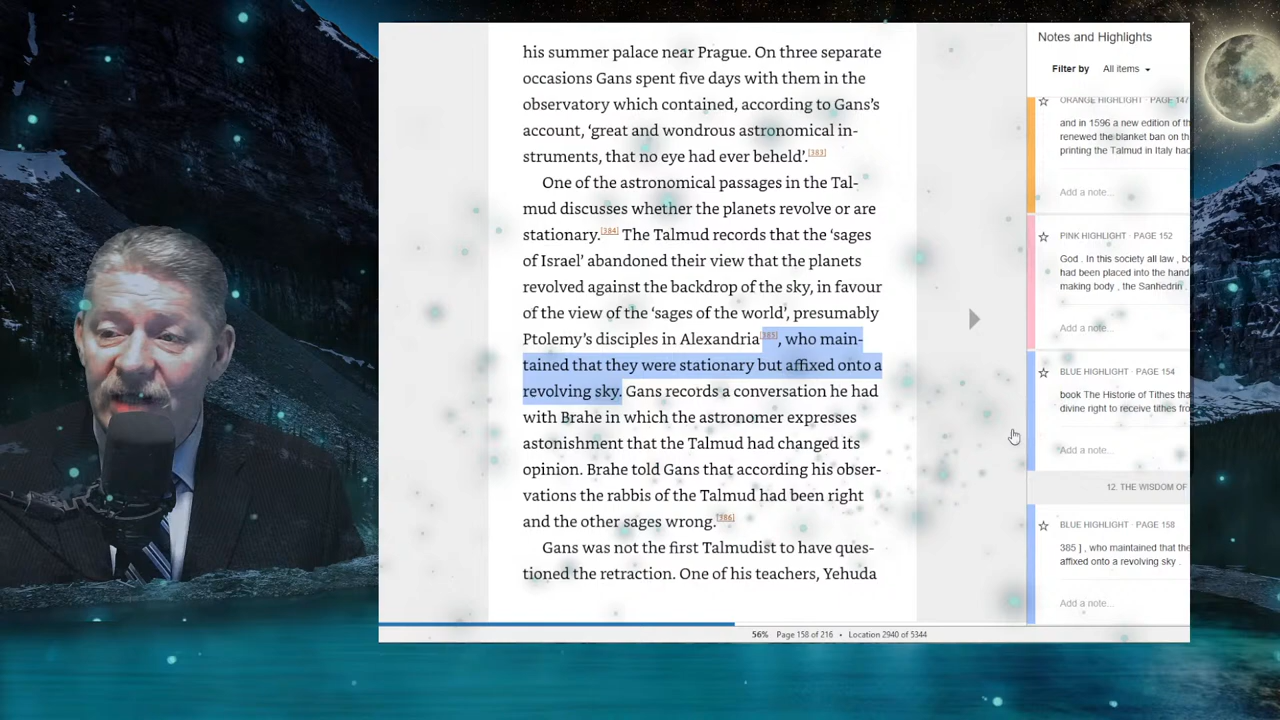 his summer palace near Prague. On three separate
occasions Gans spent five days with them in the
observatory which contained, according to Gans's
account, 'great and wondrous astronomical in-
struments, that no eye had ever beheld'.[383]
One of the astronomical passages in the Tal-
mud discusses whether the planets revolve or are
stationary.[384] The Talmud records that the 'sages
of Israel' abandoned their view that the planets
revolved against the backdrop of the sky, in favour
of the view of the 'sages of the world', presumably
Ptolemy's disciples in Alexandria[385], who main-
tained that they were stationary but affixed onto a
revolving sky. Gans records a conversation he had
with Brahe in which the astronomer expresses
astonishment that the Talmud had changed its
opinion. Brahe told Gans that according his obser-
vations the rabbis of the Talmud had been right
and the other sages wrong.[386]
Gans was not the first Talmudist to have ques-
tioned the retraction. One of his teachers, Yehuda
56% Page 158 of 216 • Location 2940 of 5344
Notes and Highlights
Filter by All items
ORANGE HIGHLIGHT · PAGE 147
and in 1596 a new edition of th
renewed the blanket ban on th
printing the Talmud in Italy had
Add a note...
PINK HIGHLIGHT · PAGE 152
God . In this society all law , bo
had been placed into the hand
making body , the Sanhedrin .
Add a note...
BLUE HIGHLIGHT · PAGE 154
book The Historie of Tithes tha
divine right to receive tithes fro
Add a note...
12. THE WISDOM OF
BLUE HIGHLIGHT · PAGE 158
385 ] , who maintained that the
affixed onto a revolving sky .
Add a note...